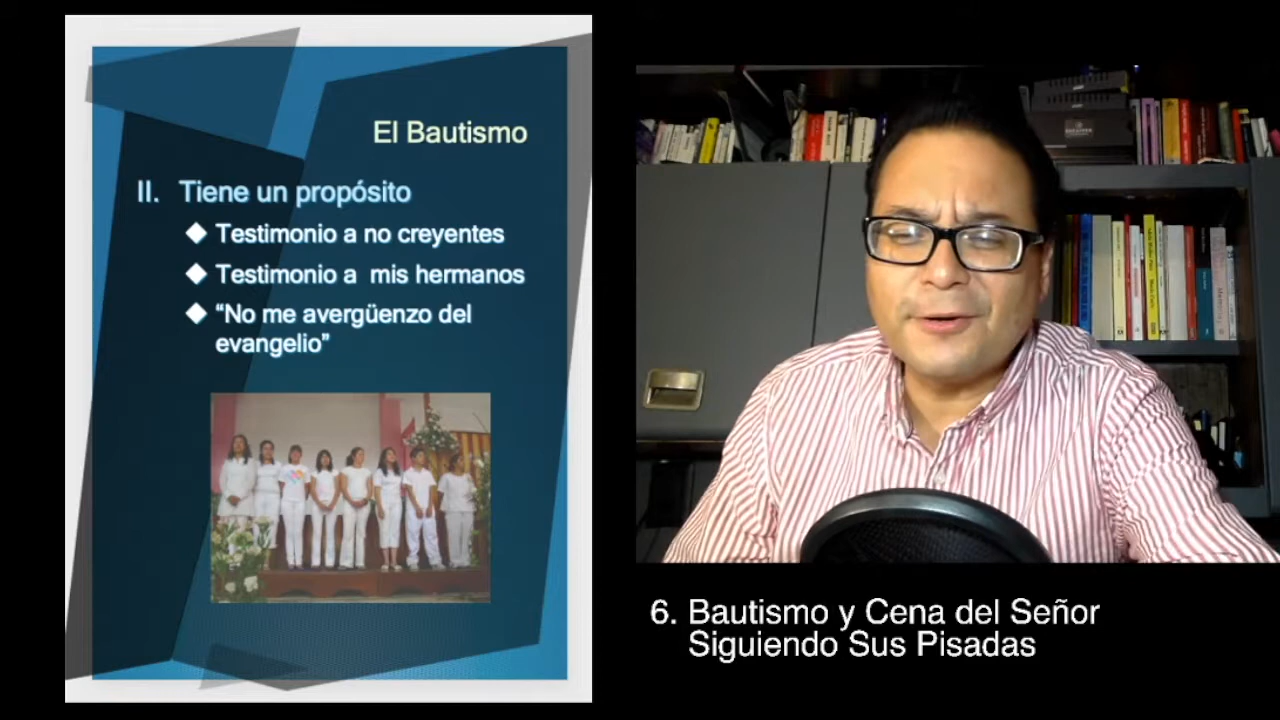 El Bautismo
II. Tiene un propósito
Testimonio a no creyentes
Testimonio a mis hermanos
“No me avergüenzo del
evangelio”
6. Bautismo y Cena del Señor
Siguiendo Sus Pisadas